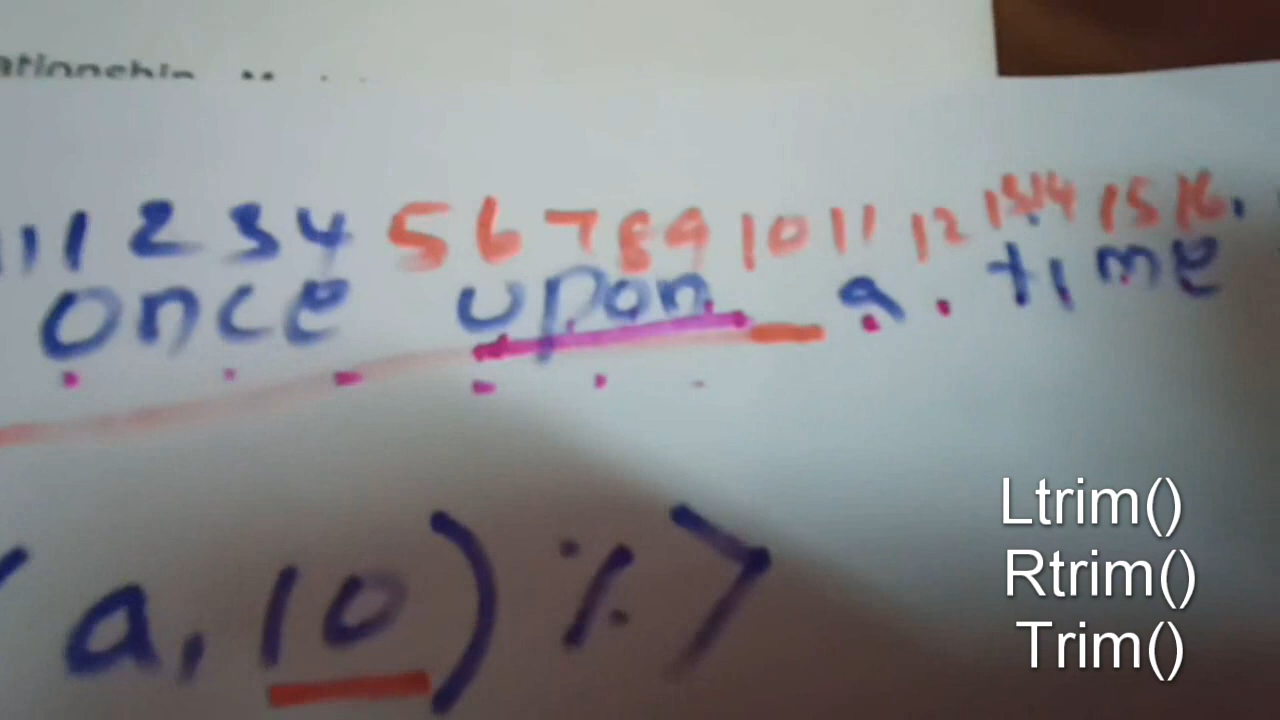 ationship
1 2 3 4 5 6 7 8 9 10 11 12 13 14 15 16
once upon a time
(a, 10) %>
Ltrim()
Rtrim()
Trim()